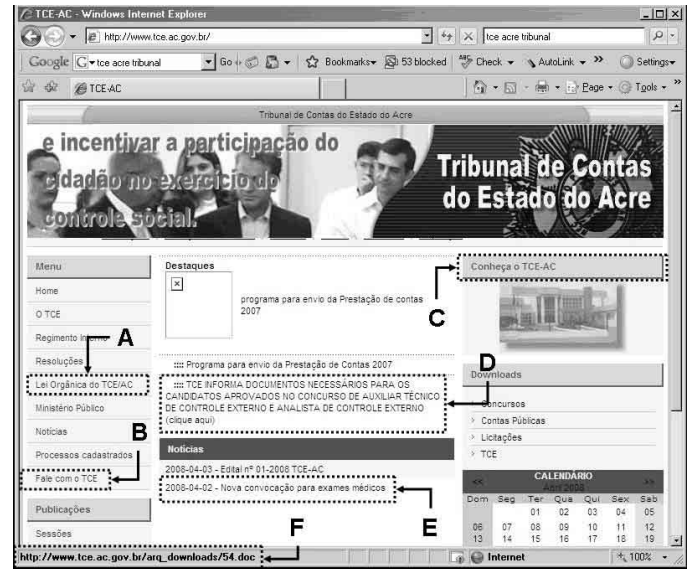 TCE-AC - Windows Internet Explorer
http://www.tce.ac.gov.br/
tce acre tribunal
Google
tce acre tribunal
Go
Bookmarks
53 blocked
Check
AutoLink
»
Settings
TCE-AC
Page
Tools
»
Tribunal de Contas do Estado do Acre
e incentivar a participação do
cidadão no exercício do
controle social.
Tribunal de Contas
do Estado do Acre
Menu
Home
O TCE
Regimento Interno
A
Resoluções
Lei Orgânica do TCE/AC
Ministério Público
B
Notícias
Processos cadastrados
Fale com o TCE
Publicações
Sessões
Destaques
programa para envio da Prestação de contas
2007
:::: Programa para envio da Prestação de Contas 2007
:::: TCE INFORMA DOCUMENTOS NECESSÁRIOS PARA OS
CANDIDATOS APROVADOS NO CONCURSO DE AUXILIAR TÉCNICO
DE CONTROLE EXTERNO E ANALISTA DE CONTROLE EXTERNO
(clique aqui)
Notícias
2008-04-03 - Edital nº 01-2008 TCE-AC
2008-04-02 - Nova convocação para exames médicos
E
F
Conheça o TCE-AC
C
D
Downloads
Concursos
> Contas Públicas
> Licitações
> TCE
<< CALENDÁRIO >>
Abril 2008
Dom Seg Ter Qua Qui Sex Sab
01 02 03 04 05
06 07 08 09 10 11 12
13 14 15 16 17 18 19
http://www.tce.ac.gov.br/arq_downloads/54.doc
Internet
100%